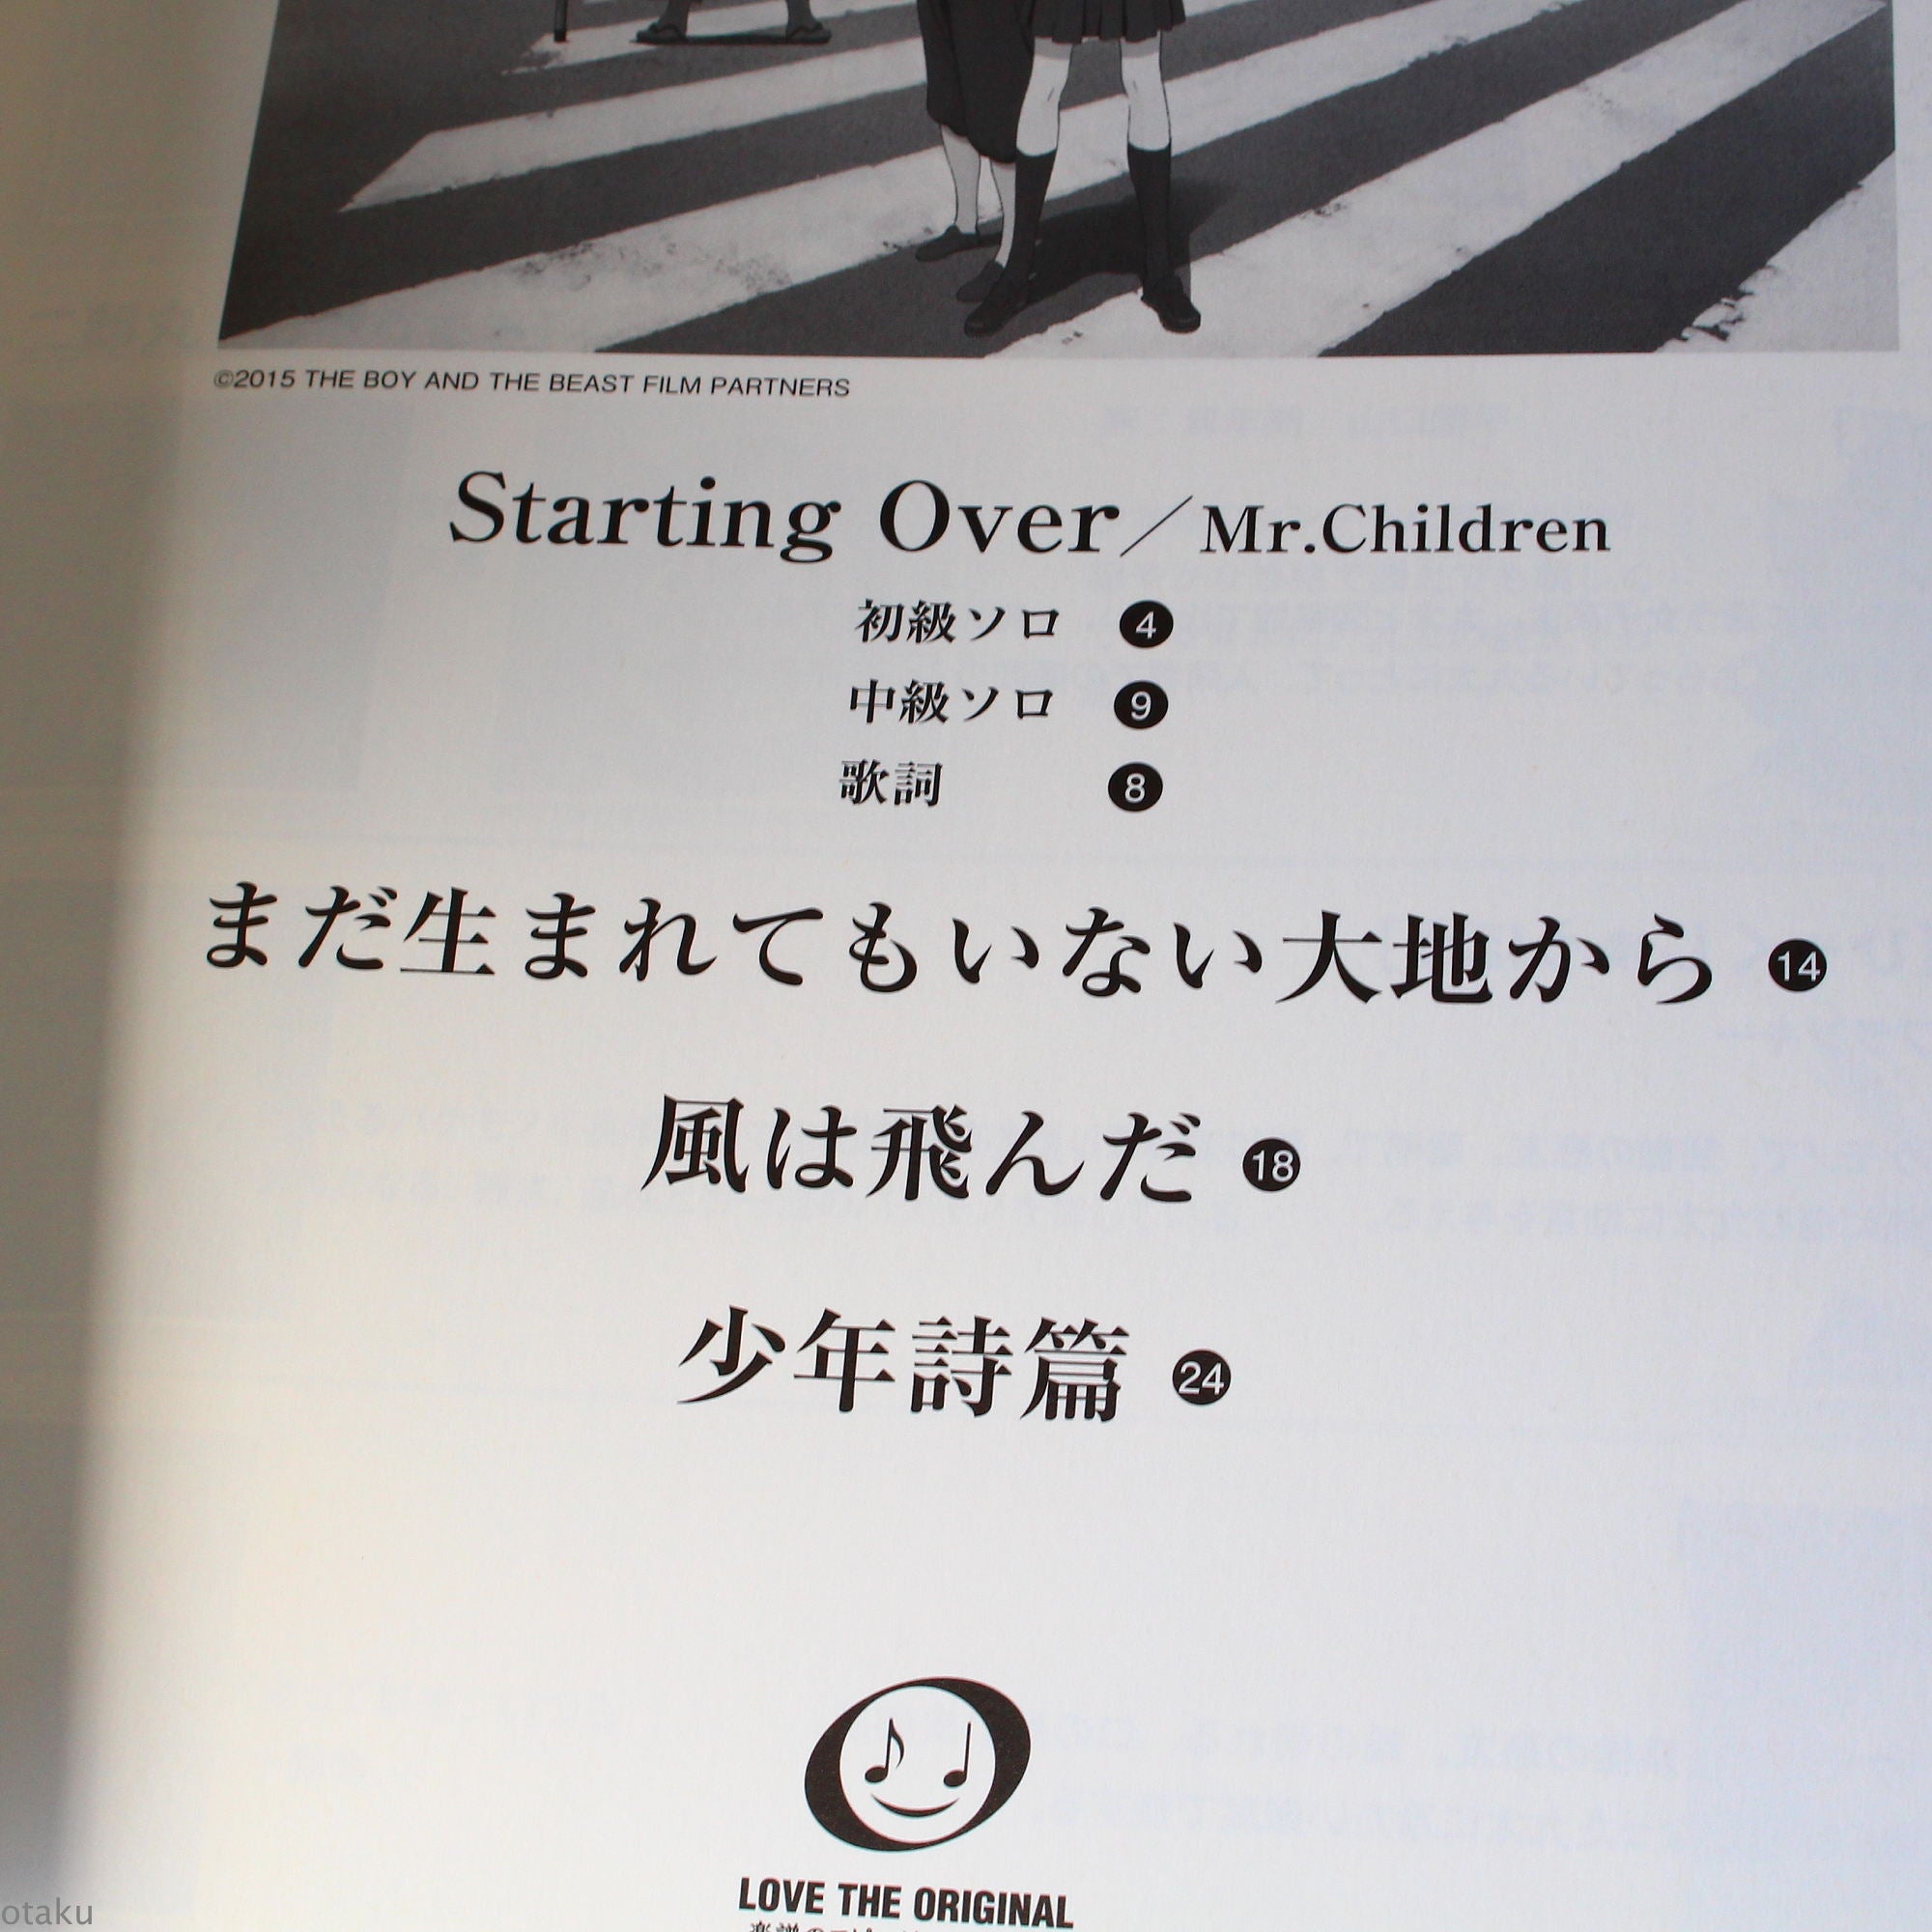 ©2015 THE BOY AND THE BEAST FILM PARTNERS
Starting Over／Mr.Children
初級ソロ 4
中級ソロ 9
歌詞 8
まだ生まれてもいない大地から 14
風は飛んだ 18
少年詩篇 24
LOVE THE ORIGINAL
otaku